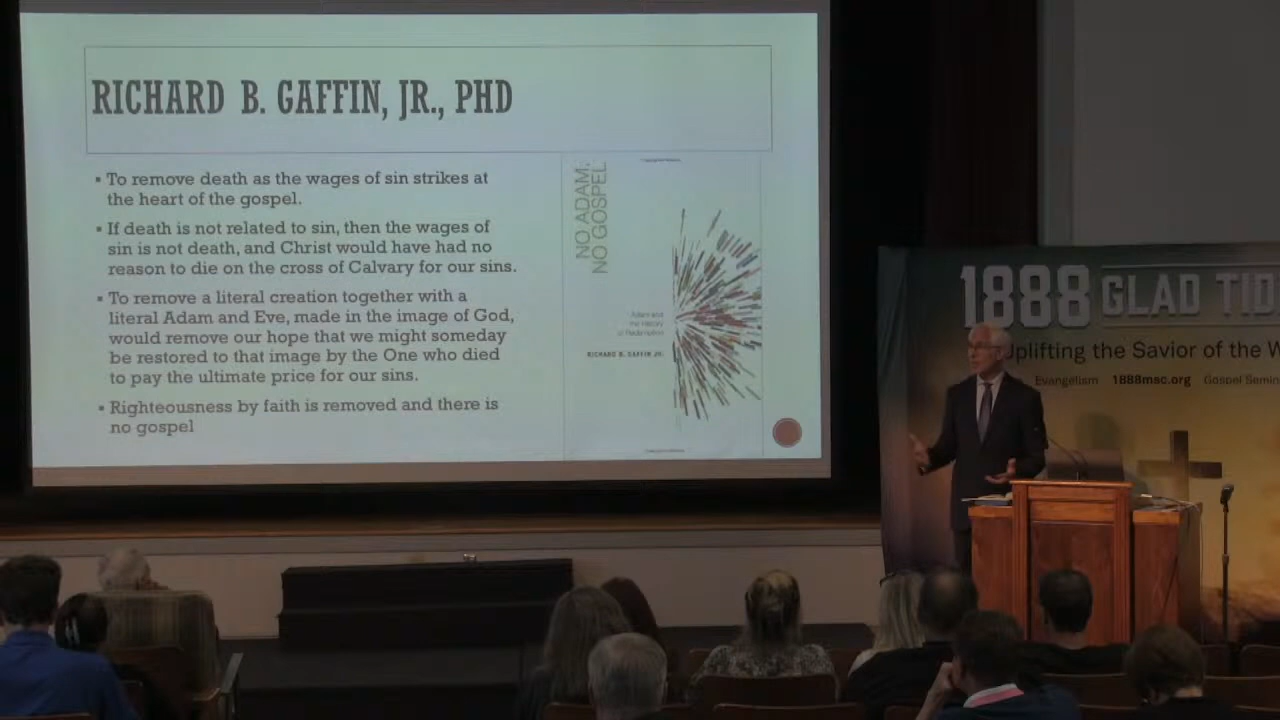 RICHARD B. GAFFIN, JR., PHD
▪ To remove death as the wages of sin strikes at
the heart of the gospel.
▪ If death is not related to sin, then the wages of
sin is not death, and Christ would have had no
reason to die on the cross of Calvary for our sins.
▪ To remove a literal creation together with a
literal Adam and Eve, made in the image of God,
would remove our hope that we might someday
be restored to that image by the One who died
to pay the ultimate price for our sins.
▪ Righteousness by faith is removed and there is
no gospel
NO ADAM,
NO GOSPEL
Adam and
the History
of Redemption
RICHARD B. GAFFIN JR.
1888 GLAD TID
Uplifting the Savior of the W
Evangelism 1888msc.org Gospel Semin